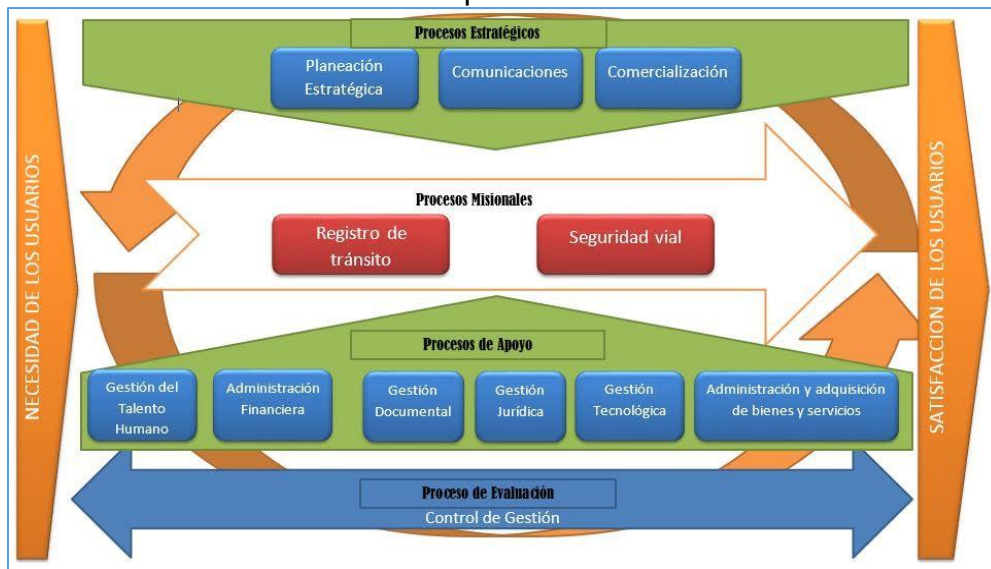 Procesos Estratégicos
Planeación
Estratégica
Comunicaciones
Comercialización
NECESIDAD DE LOS USUARIOS
Procesos Misionales
Registro de
tránsito
Seguridad vial
SATISFACCION DE LOS USUARIOS
Procesos de Apoyo
Gestión del
Talento
Humano
Administración
Financiera
Gestión
Documental
Gestión
Jurídica
Gestión
Tecnológica
Administración y adquisición
de bienes y servicios
Proceso de Evaluación
Control de Gestión